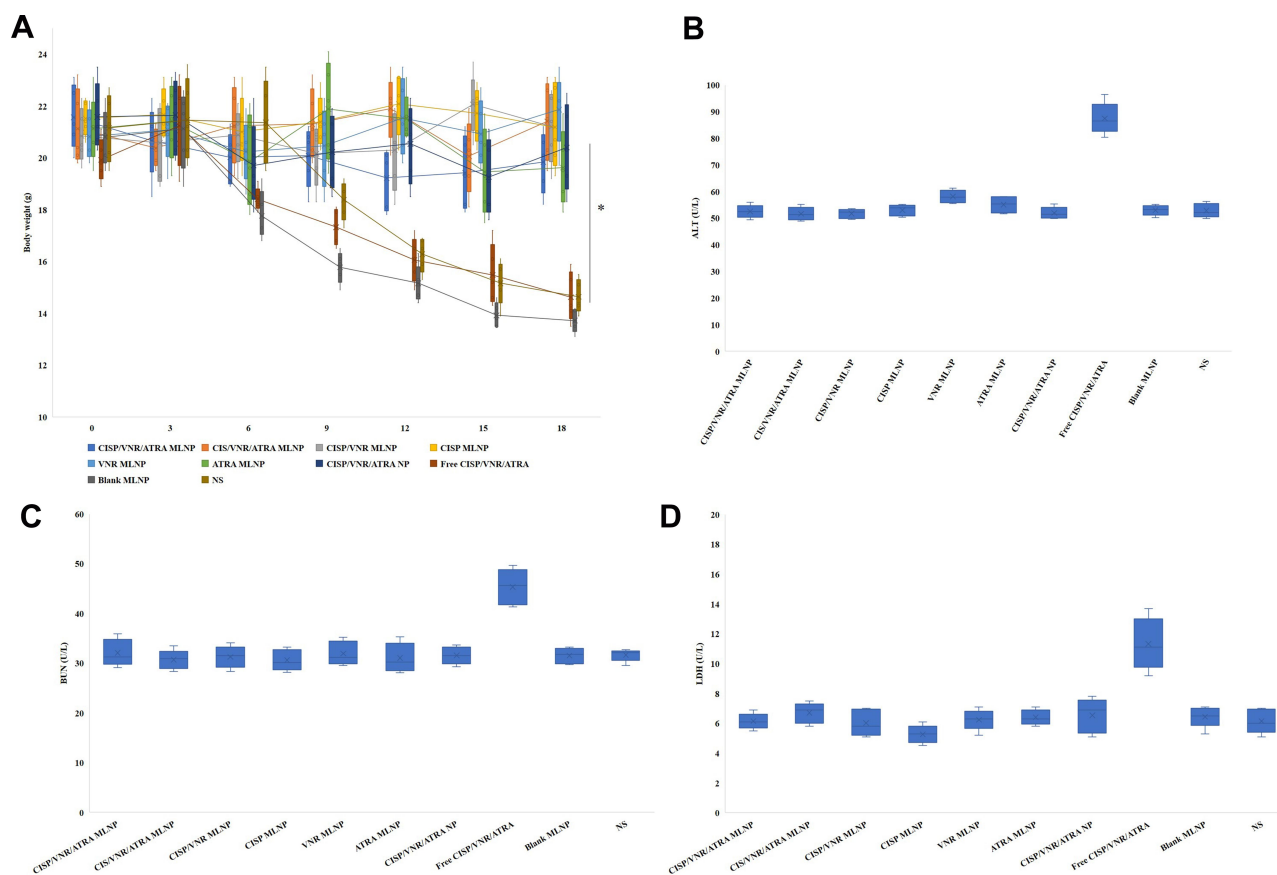 A
Body weight (g)
24
22
20
18
16
14
12
10
0 3 6 9 12 15 18
*
CISP/VNR/ATRA MLNP CIS/VNR/ATRA MLNP CISP/VNR MLNP CISP MLNP
VNR MLNP ATRA MLNP CISP/VNR/ATRA NP Free CISP/VNR/ATRA
Blank MLNP NS
B
ALT (U/L)
100
90
80
70
60
50
40
30
20
10
0
CISP/VNR/ATRA MLNP
CIS/VNR/ATRA MLNP
CISP/VNR MLNP
CISP MLNP
VNR MLNP
ATRA MLNP
CISP/VNR/ATRA NP
Free CISP/VNR/ATRA
Blank MLNP
NS
C
BUN (U/L)
60
50
40
30
20
10
0
CISP/VNR/ATRA MLNP
CIS/VNR/ATRA MLNP
CISP/VNR MLNP
CISP MLNP
VNR MLNP
ATRA MLNP
CISP/VNR/ATRA NP
Free CISP/VNR/ATRA
Blank MLNP
NS
D
LDH (U/L)
20
18
16
14
12
10
8
6
4
2
0
CISP/VNR/ATRA MLNP
CIS/VNR/ATRA MLNP
CISP/VNR MLNP
CISP MLNP
VNR MLNP
ATRA MLNP
CISP/VNR/ATRA NP
Free CISP/VNR/ATRA
Blank MLNP
NS